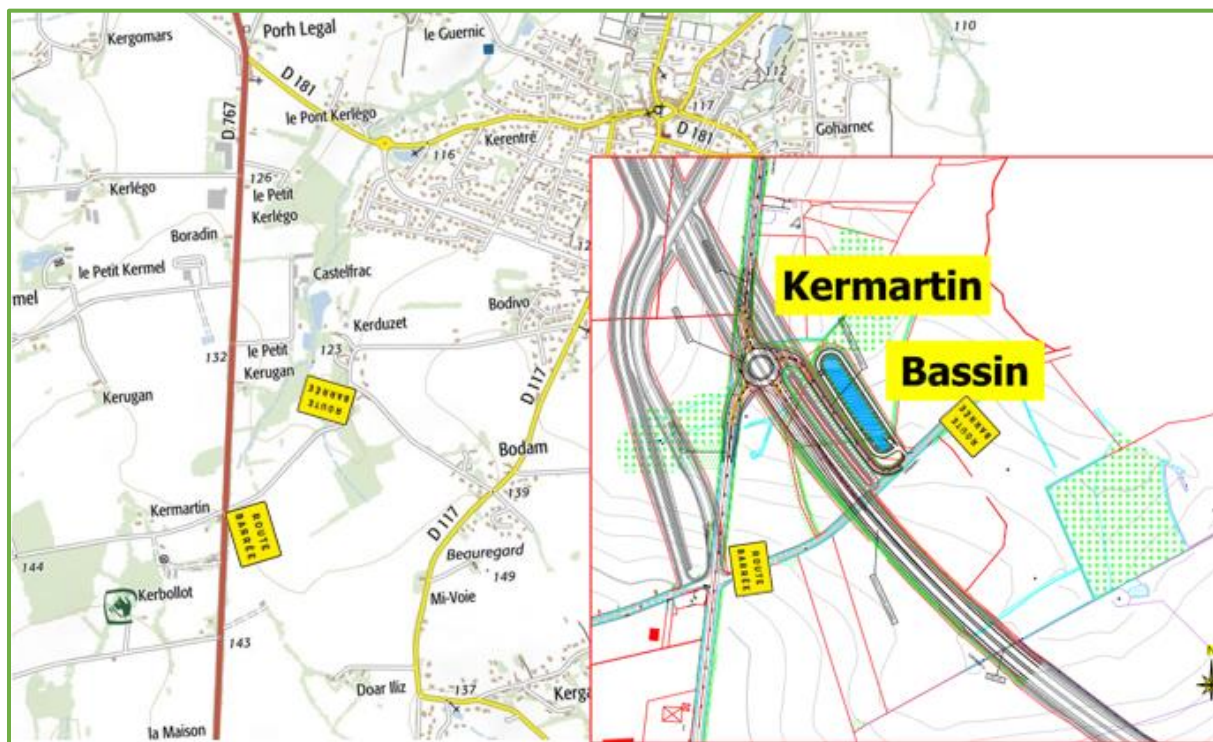 Kergomars
Porh Legal
le Guernic
110
D 181
112
D 767
le Pont Kerlégo
117
D 181
Goharnec
Kerentré
116
Kerlégo
126
le Petit
Kerlégo
Boradin
le Petit Kermel
Castelfrac
mel
Bodivo
Kerduzet
132
le Petit
Kerugan
123
D 117
Kerugan
ROUTE
BARRÉE
Bodam
Kermartin
139
ROUTE
BARRÉE
D 117
Beauregard
144
149
Kerbollot
Mi-Voie
143
Doar Iliz
137
Kerga
la Maison
Kermartin
Bassin
ROUTE
BARRÉE
ROUTE
BARRÉE
N